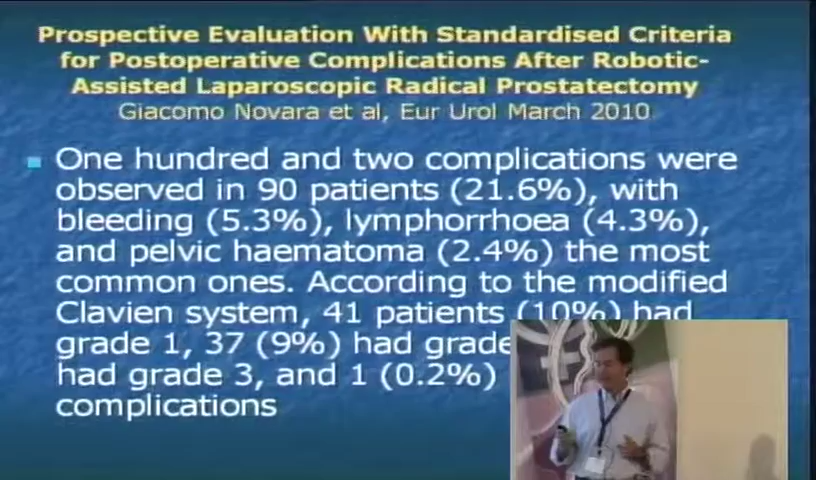 Prospective Evaluation With Standardised Criteria
for Postoperative Complications After Robotic-
Assisted Laparoscopic Radical Prostatectomy
Giacomo Novara et al, Eur Urol March 2010
One hundred and two complications were
observed in 90 patients (21.6%), with
bleeding (5.3%), lymphorrhoea (4.3%),
and pelvic haematoma (2.4%) the most
common ones. According to the modified
Clavien system, 41 patients (10%) had
grade 1, 37 (9%) had grade
had grade 3, and 1 (0.2%)
complications